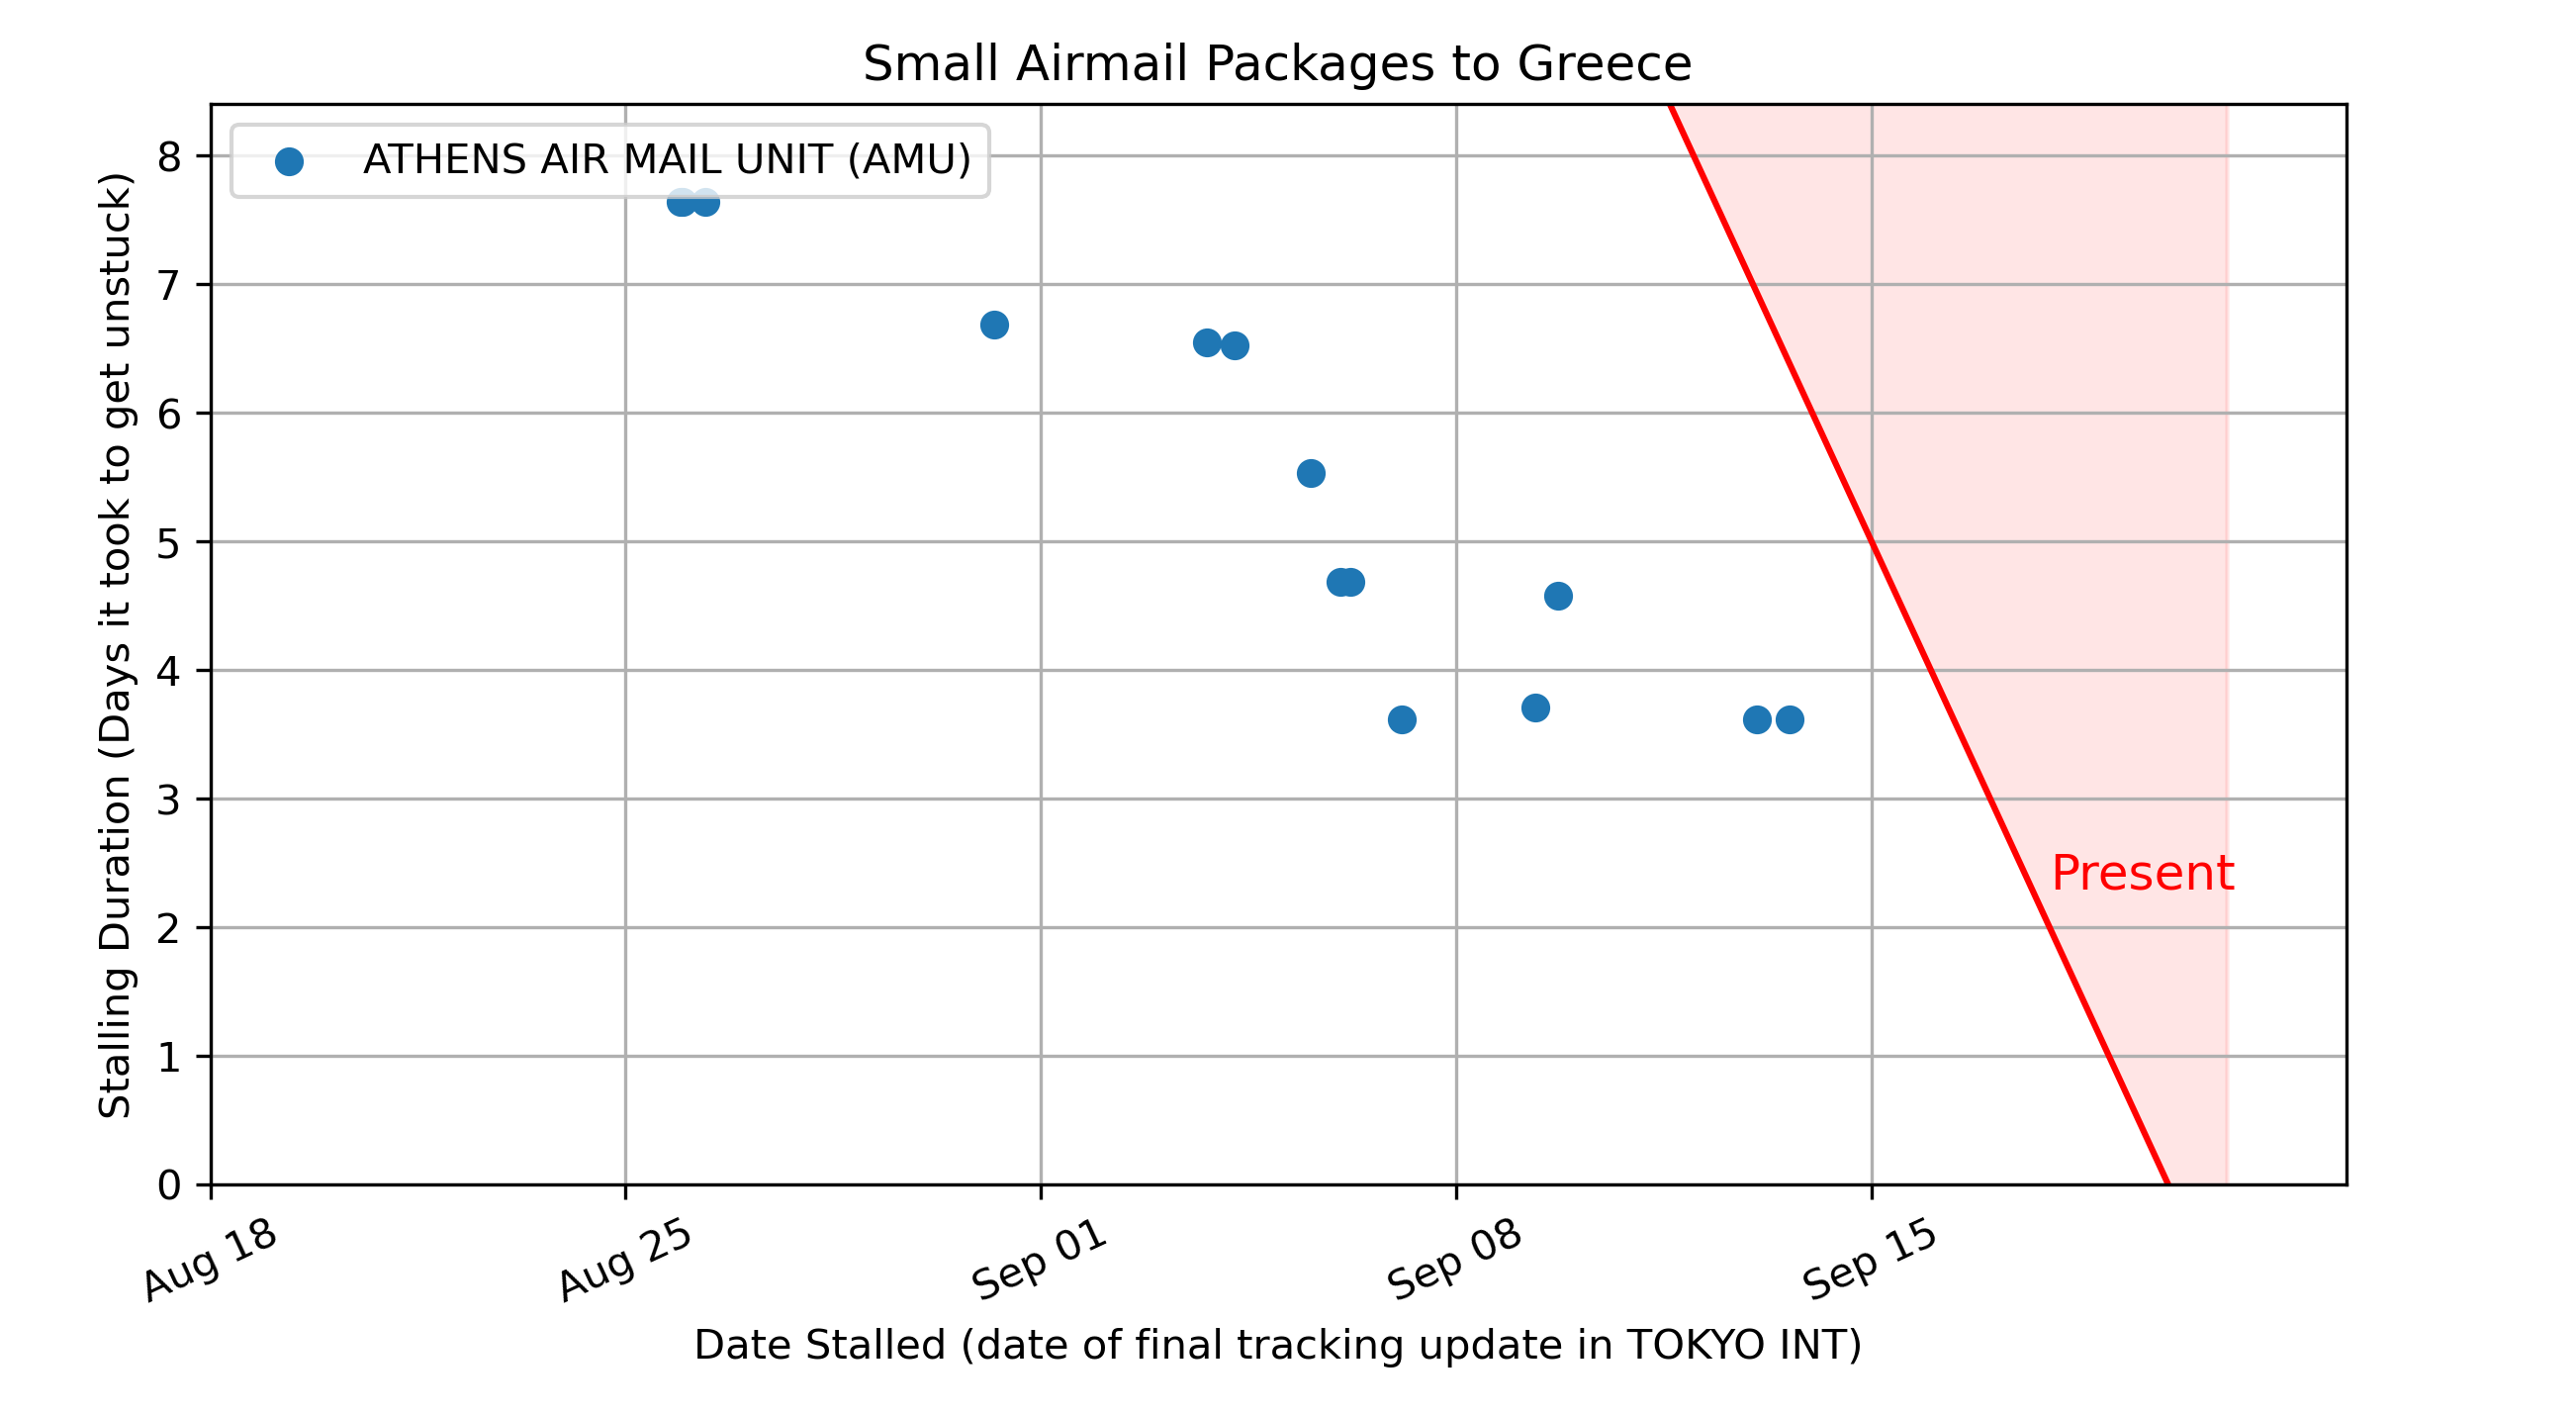 Small Airmail Packages to Greece
ATHENS AIR MAIL UNIT (AMU)
Stalling Duration (Days it took to get unstuck)
8
7
6
5
4
3
2
1
0
Present
Aug 18
Aug 25
Sep 01
Sep 08
Sep 15
Date Stalled (date of final tracking update in TOKYO INT)